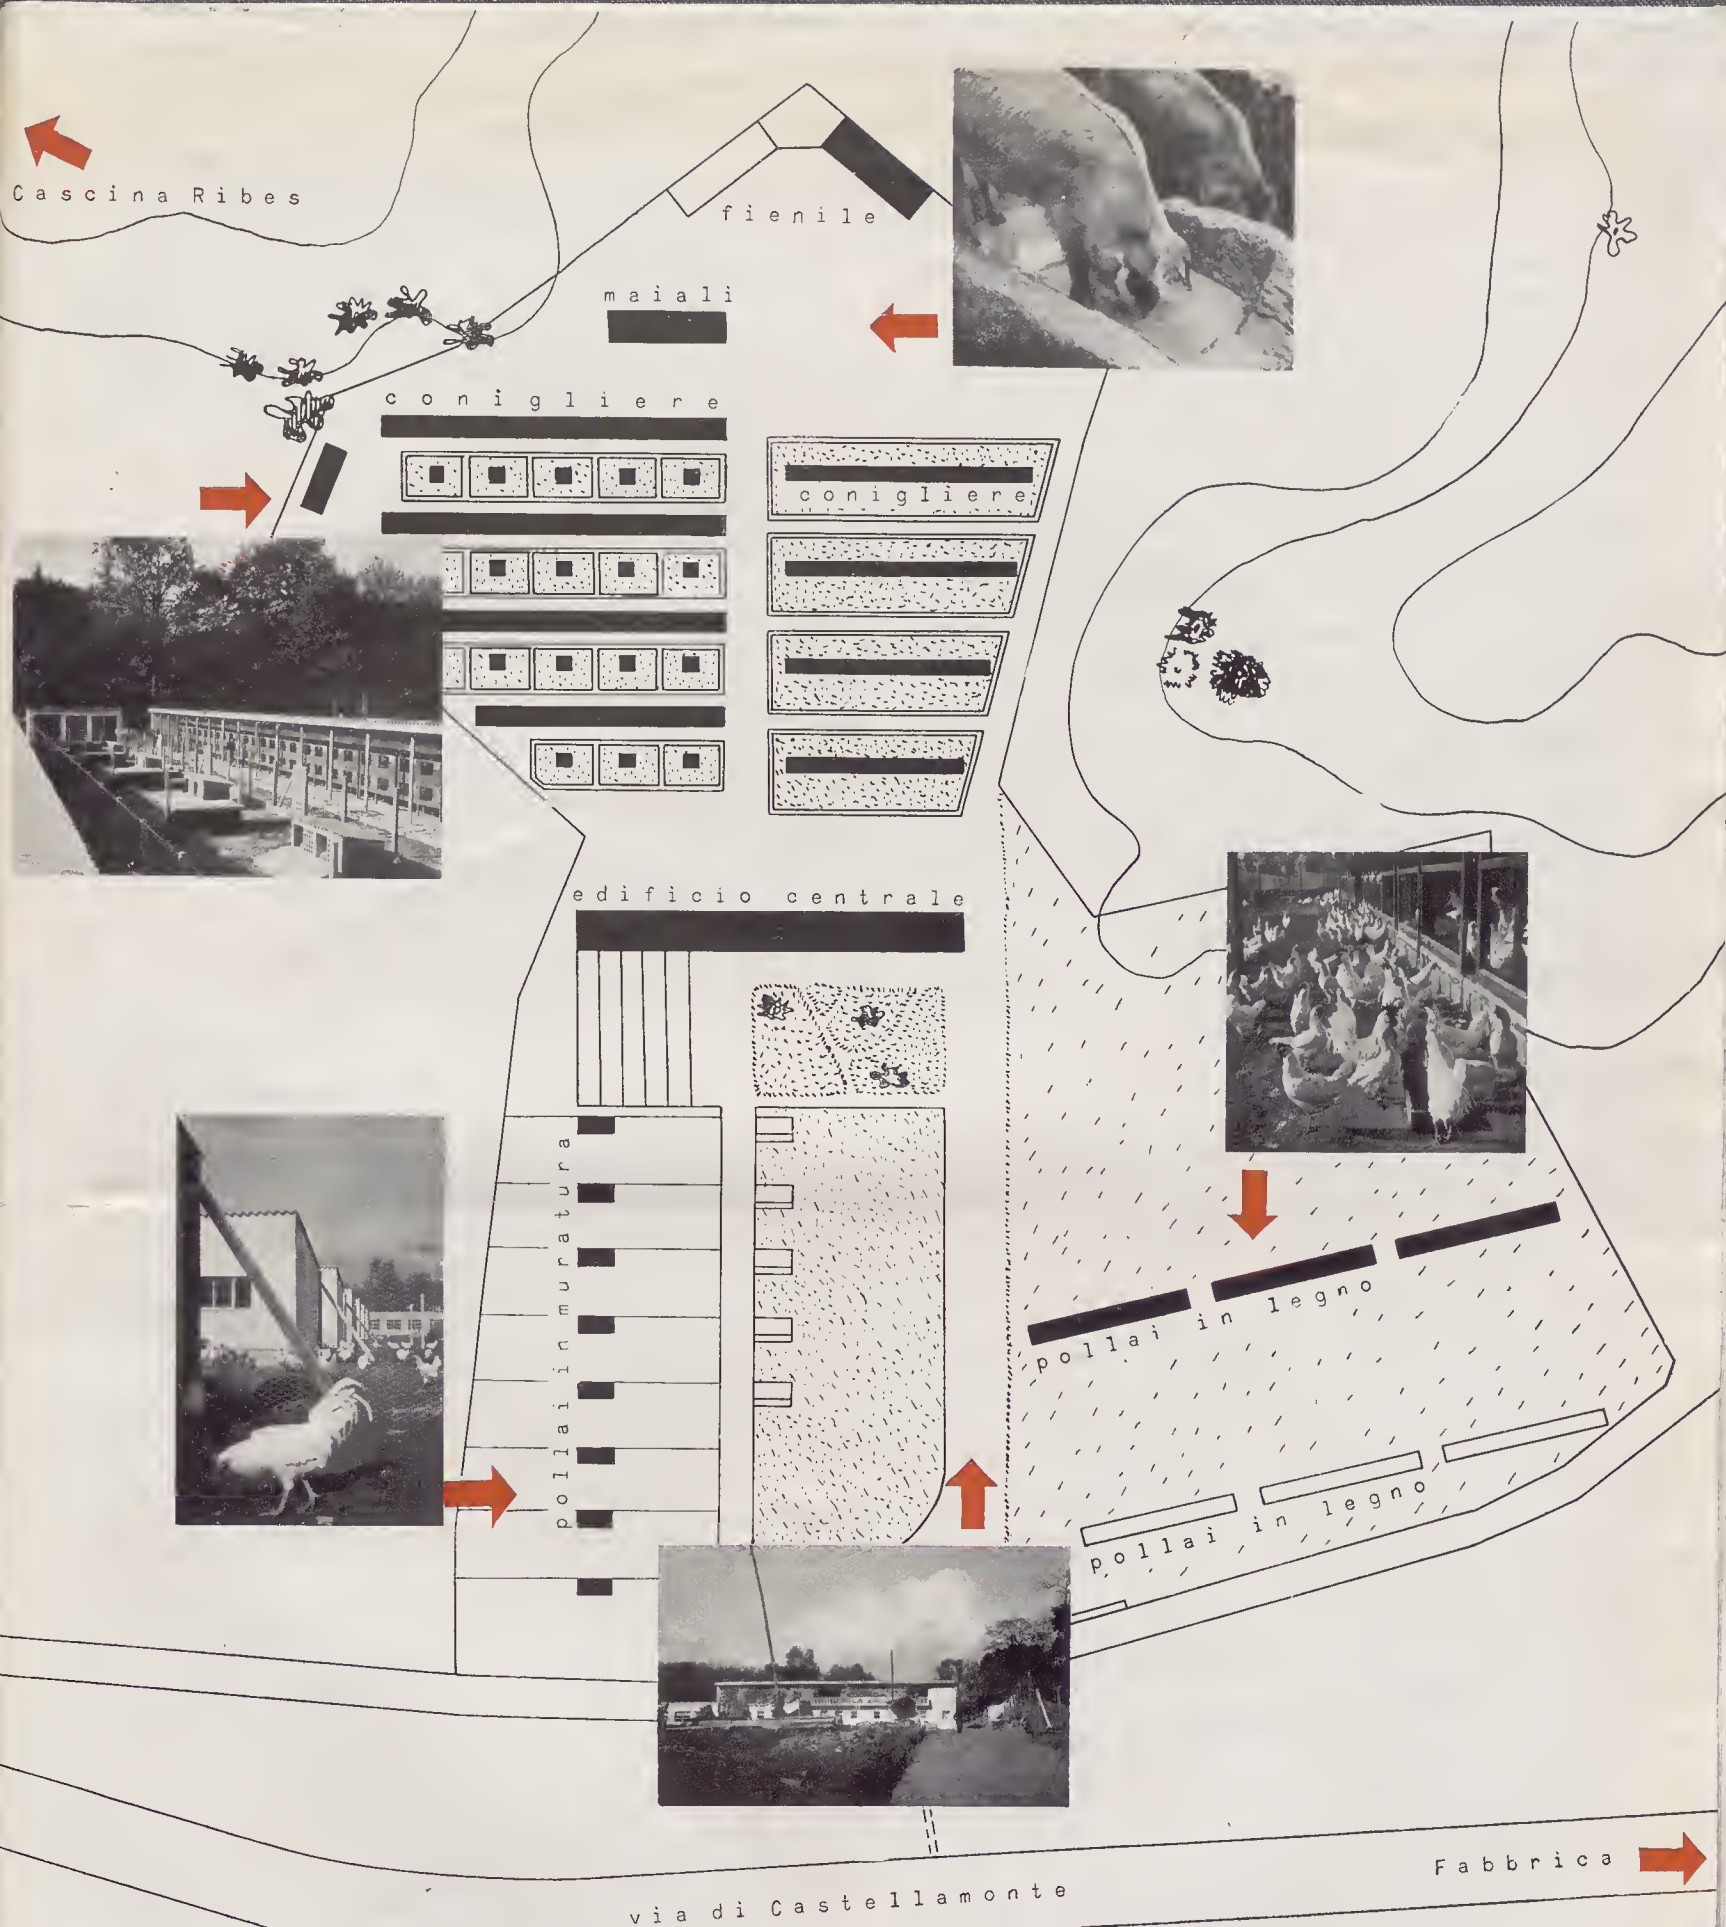 Cascina Ribes
fienile
maiali
conigliere
conigliere
edificio centrale
pollai in muratura
pollai in legno
pollai in legno
Fabbrica
via di Castellamonte